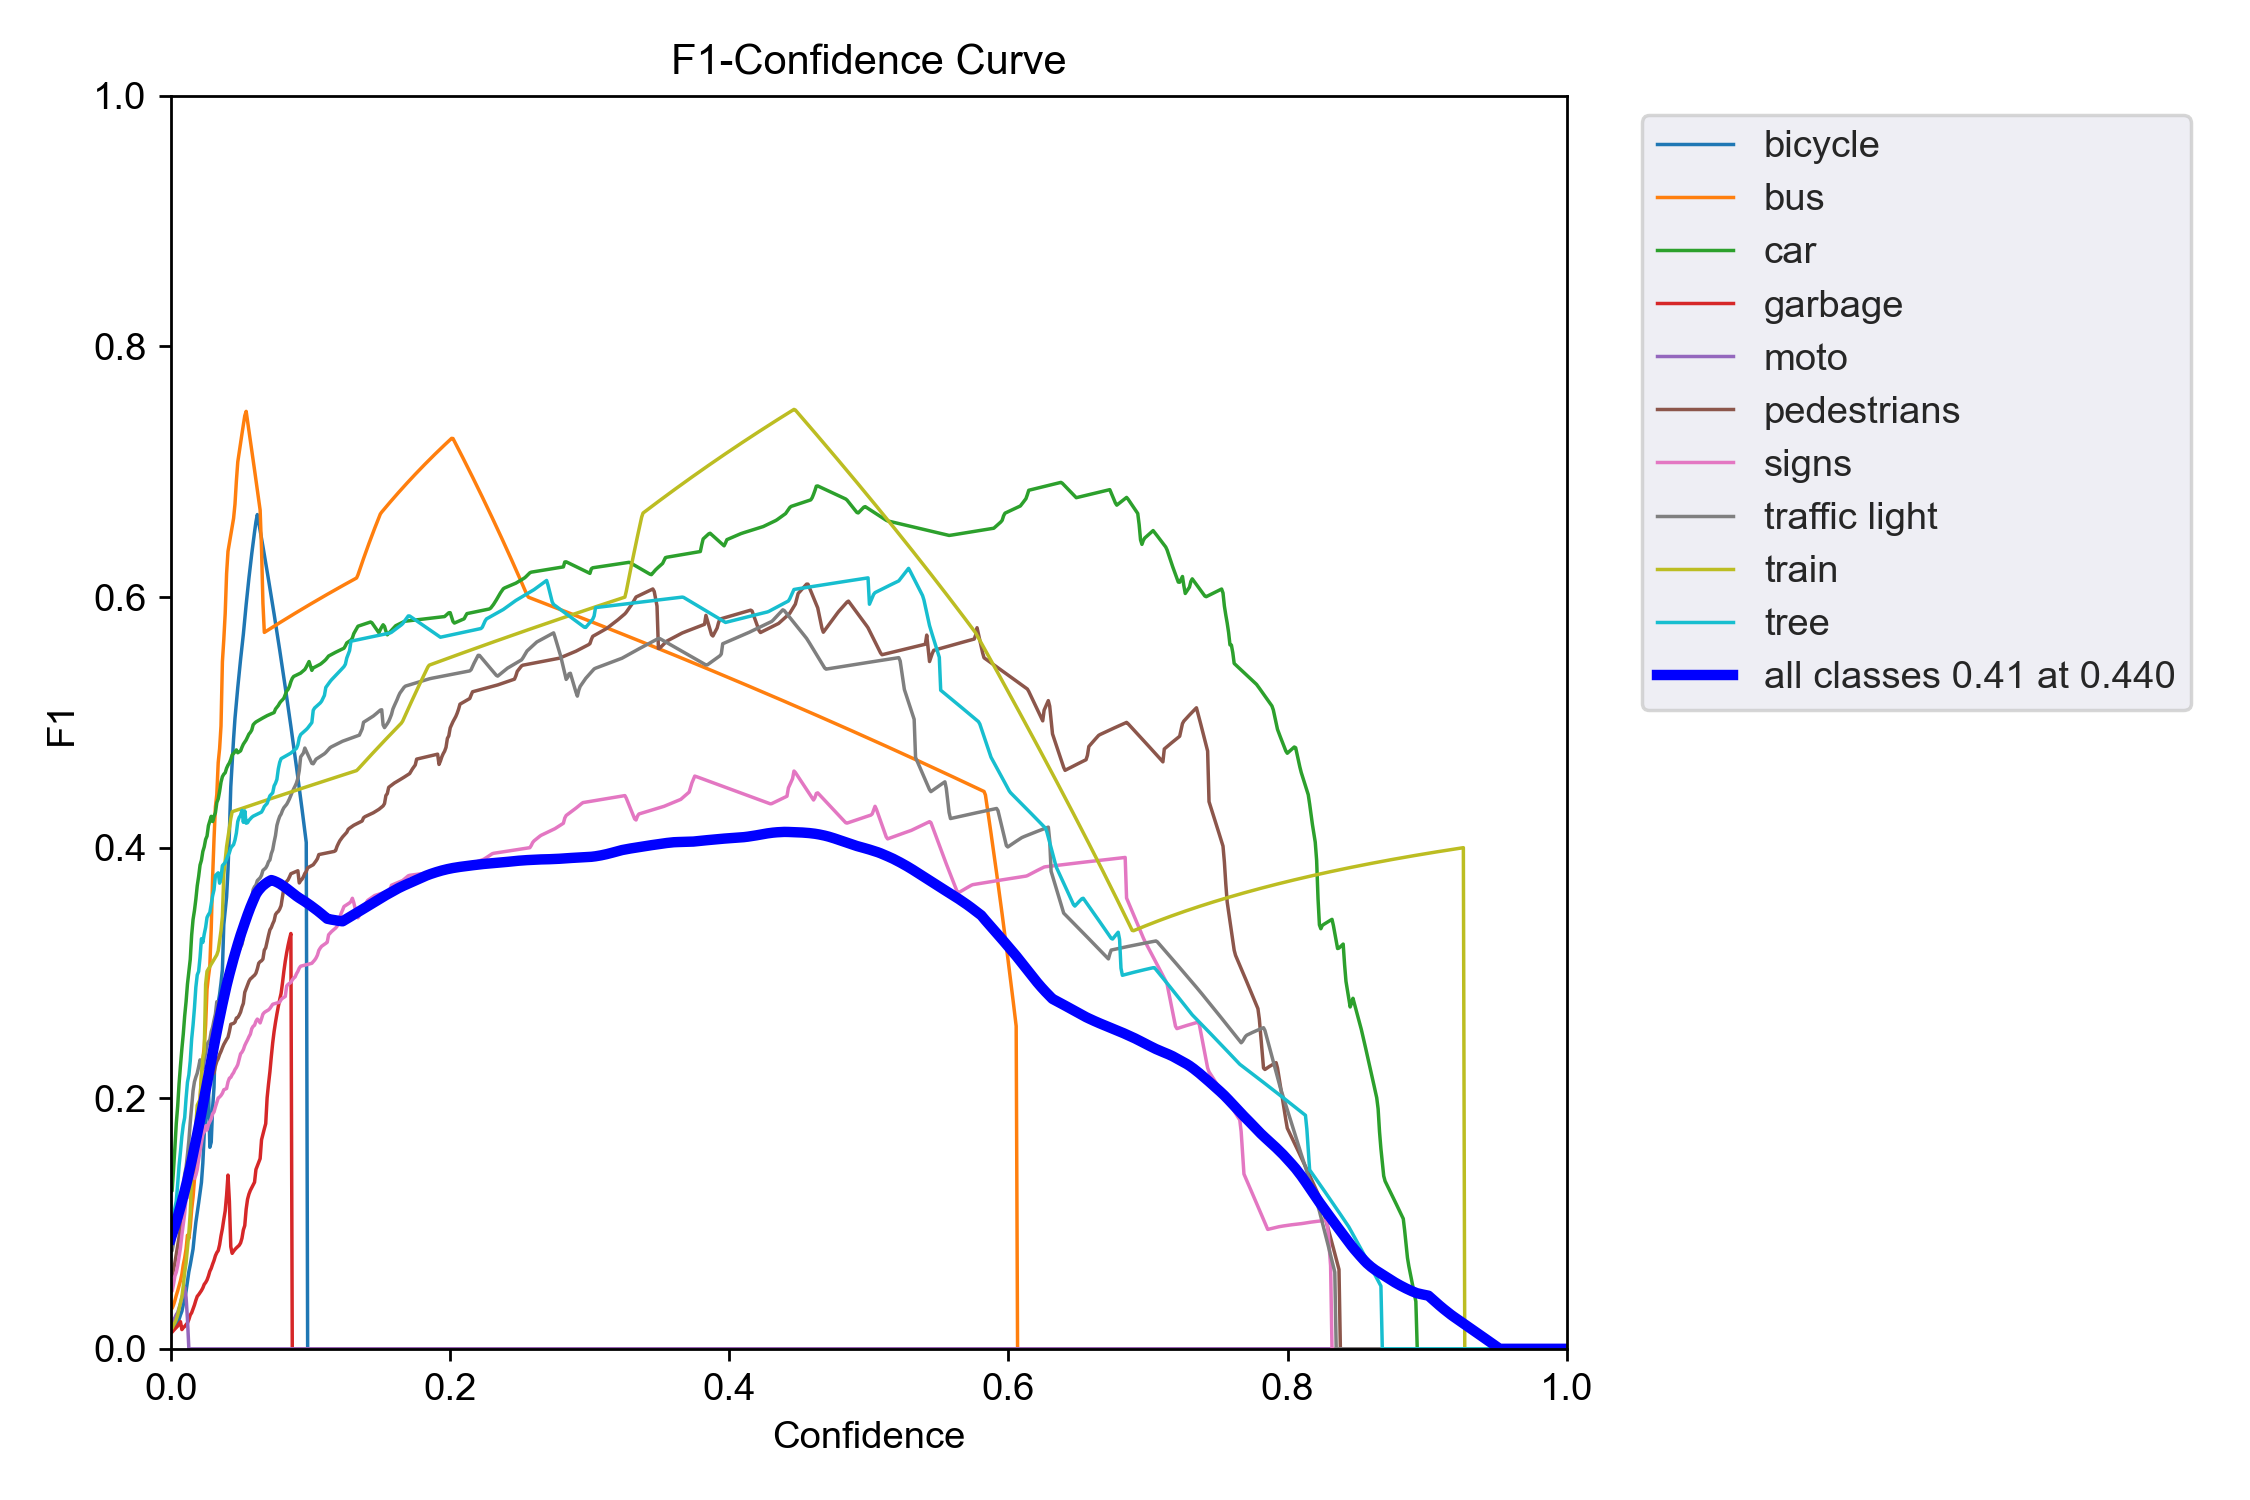 F1-Confidence Curve
1.0
0.8
0.6
0.4
0.2
0.0
F1
0.0 0.2 0.4 0.6 0.8 1.0
Confidence
bicycle
bus
car
garbage
moto
pedestrians
signs
traffic light
train
tree
all classes 0.41 at 0.440